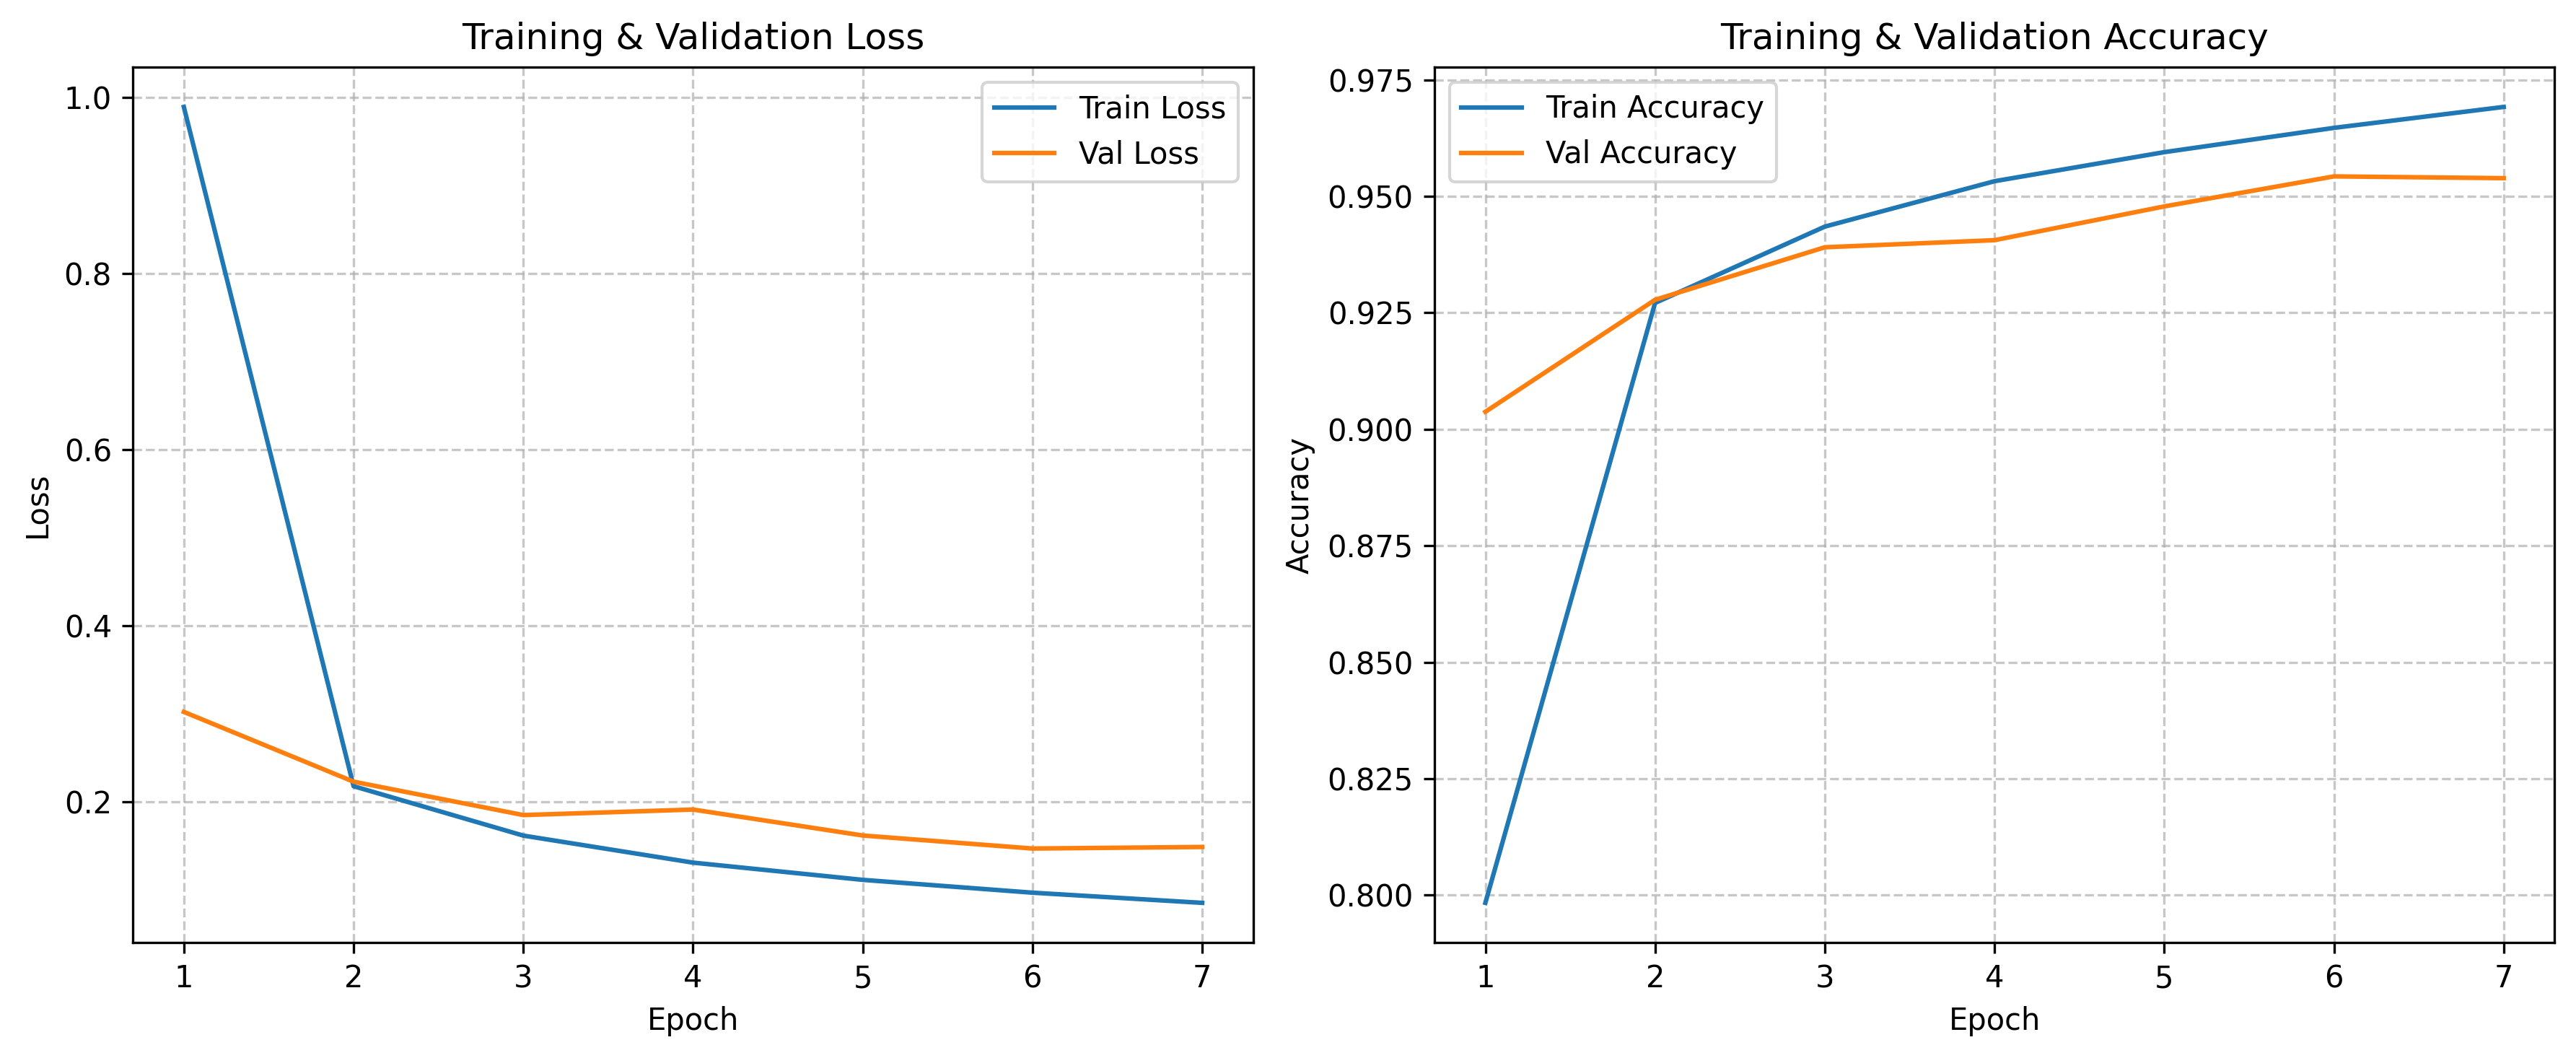 Training & Validation Loss
1.0
0.8
0.6
0.4
0.2
Loss
Train Loss
Val Loss
1 2 3 4 5 6 7
Epoch
Training & Validation Accuracy
0.975
0.950
0.925
0.900
0.875
0.850
0.825
0.800
Accuracy
Train Accuracy
Val Accuracy
1 2 3 4 5 6 7
Epoch